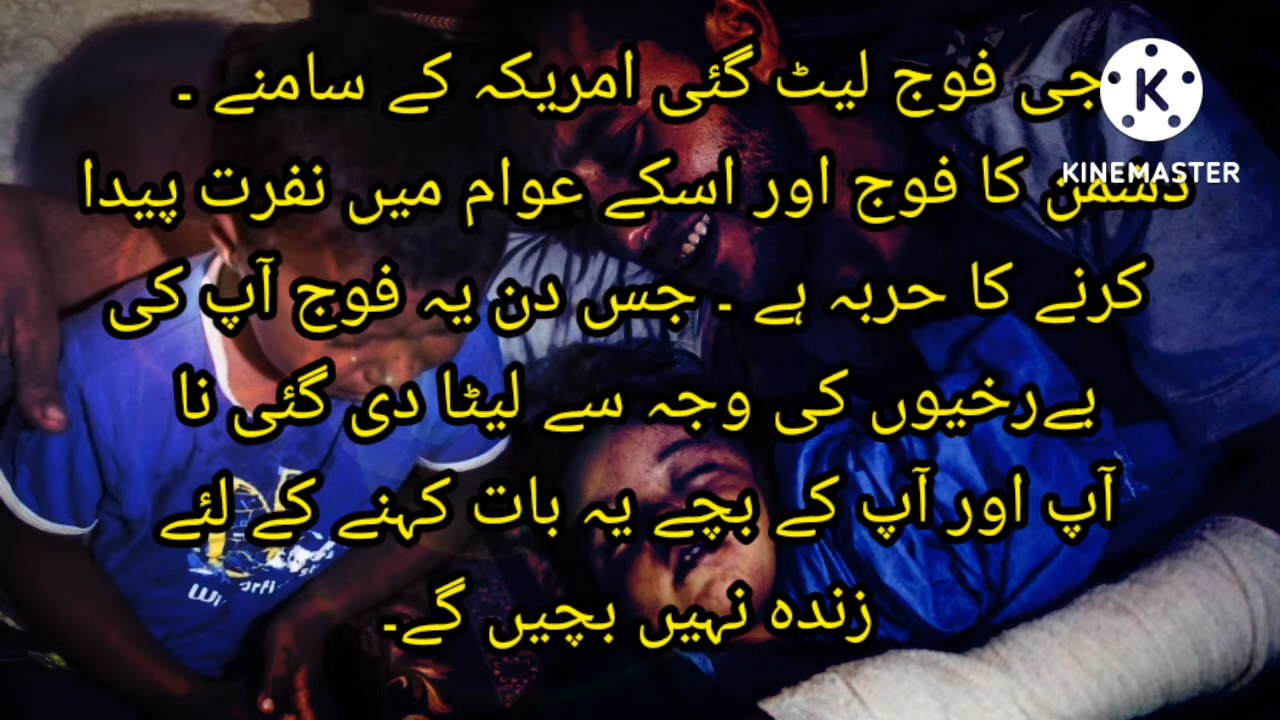 جی فوج لیٹ گئی امریکہ کے سامنے ۔
KINEMASTER
دشمن کا فوج اور اسکے عوام میں نفرت پیدا
کرنے کا حربہ ہے ۔ جس دن یہ فوج آپ کی
بےرخیوں کی وجہ سے لیٹا دی گئی نا
آپ اور آپ کے بچے یہ بات کہنے کے لئے
زندہ نہیں بچیں گے۔